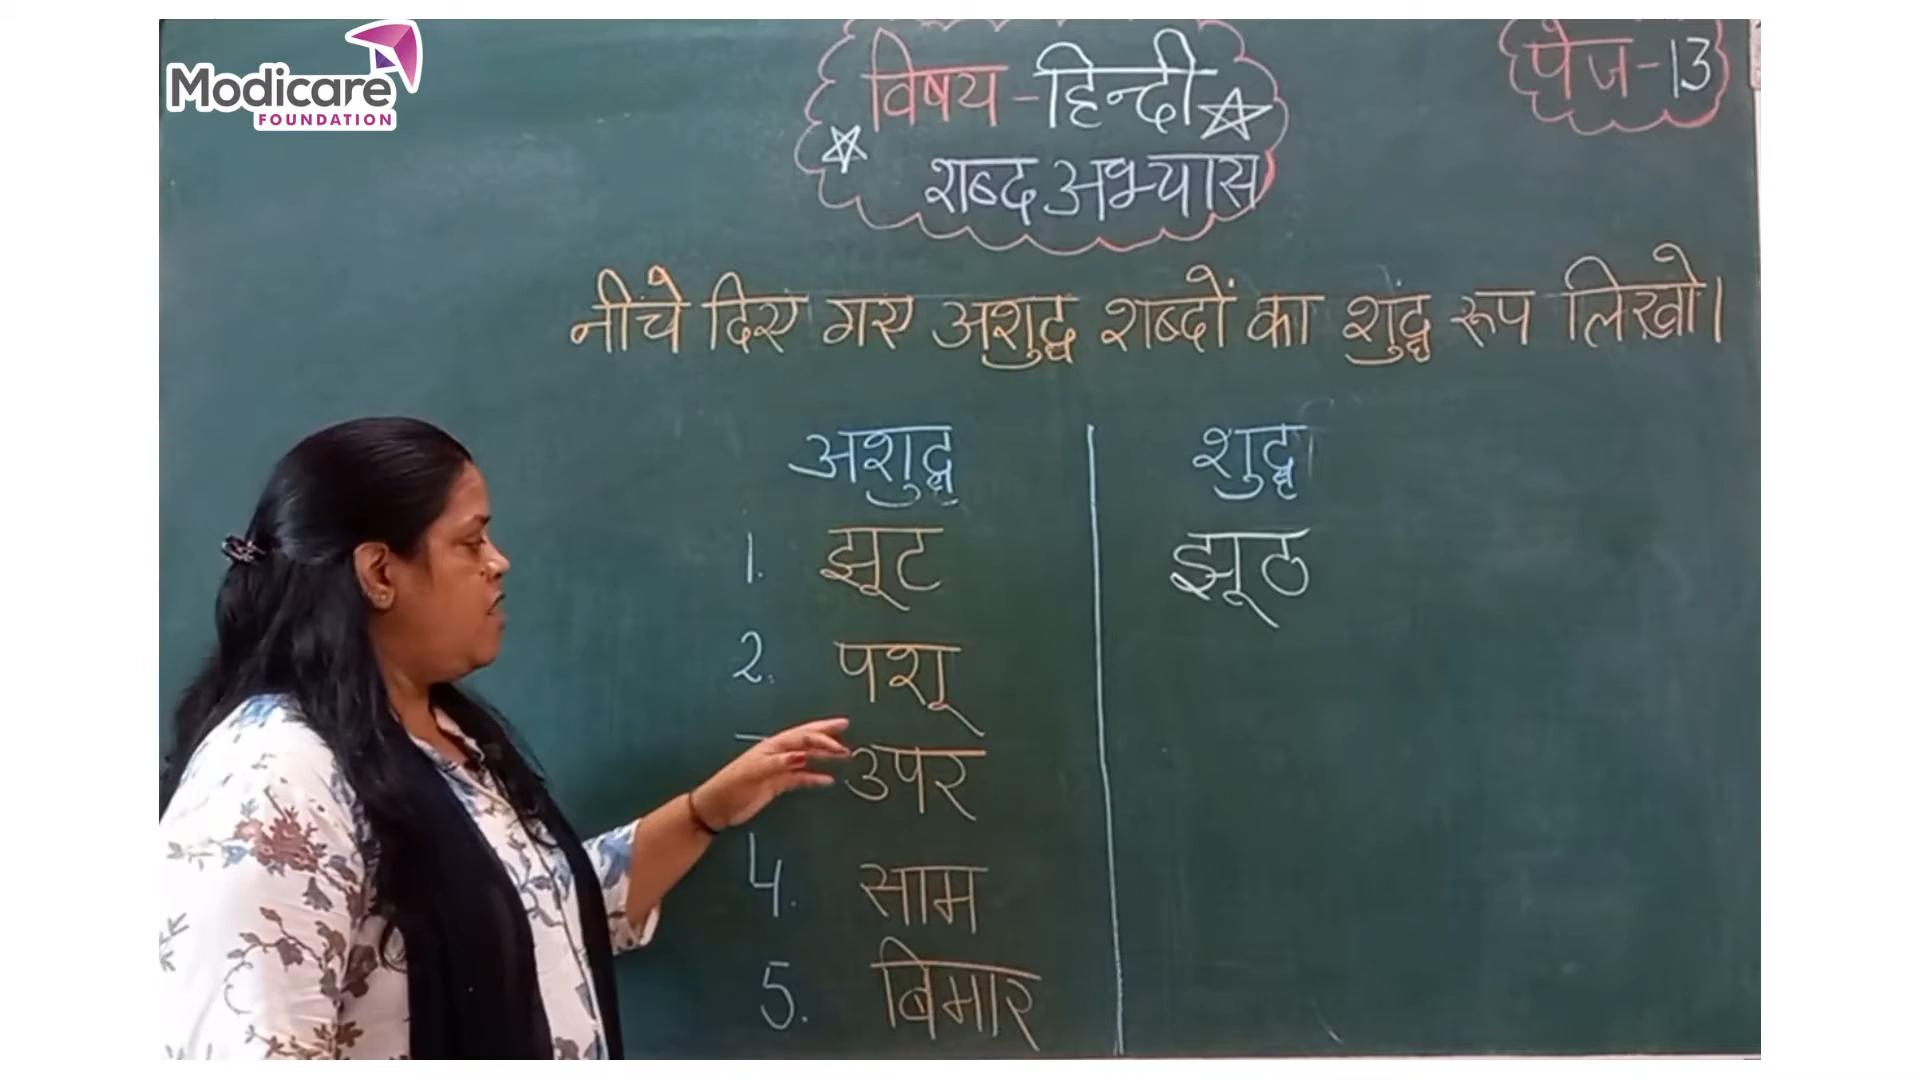 Modicare
FOUNDATION
विषय - हिन्दी
शब्द अभ्यास
पेज - 13
नीचे दिए गए अशुद्ध शब्दों का शुद्ध रूप लिखो।
अशुद्ध शुद्ध
1. झूट झूठ
2. पशू
उपर
4. साम
5. बिमार